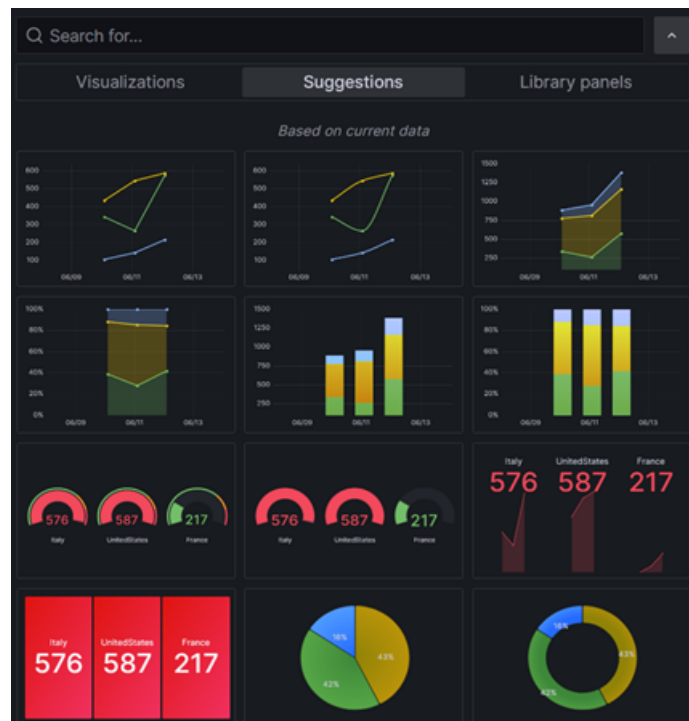 Search for...
Visualizations Suggestions Library panels
Based on current data
600
500
400
300
200
100
06/09 06/11 06/13
600
500
400
300
200
100
06/09 06/11 06/13
1500
1250
1000
750
500
250
06/09 06/11 06/13
100%
80%
60%
40%
20%
0%
06/09 06/11 06/13
1500
1250
1000
750
500
250
06/09 06/11 06/13
100%
80%
60%
40%
20%
0%
06/09 06/11 06/13
576 587 217
Italy UnitedStates France
576 587 217
Italy UnitedStates France
Italy UnitedStates France
576 587 217
Italy UnitedStates France
576 587 217
16%
43%
42%
16%
43%
42%